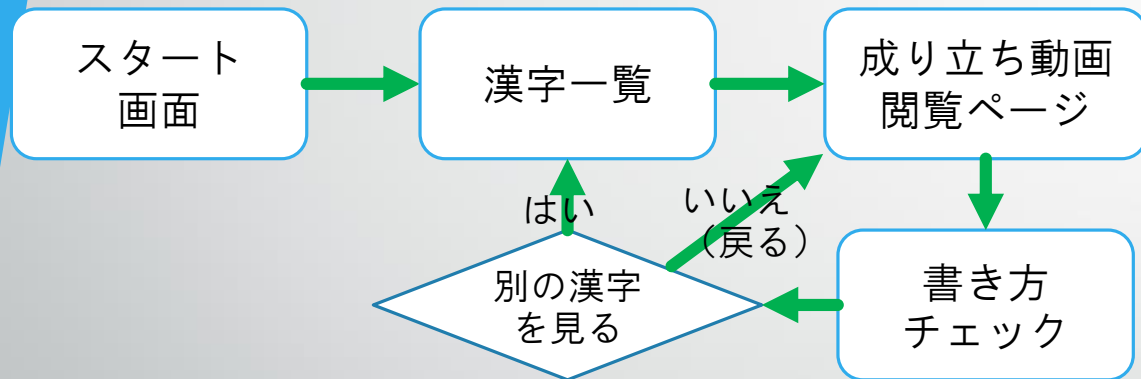 スタート
画面
漢字一覧
成り立ち動画
閲覧ページ
はい
いいえ
（戻る）
別の漢字
を見る
書き方
チェック